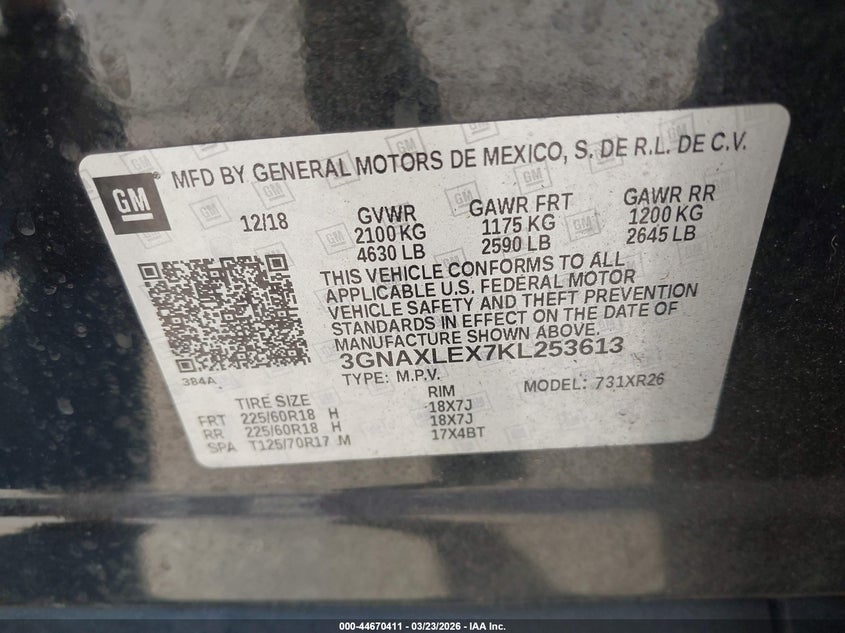 MFD BY GENERAL MOTORS DE MEXICO, S. DE R.L. DE C.V.
GM
12/18
GVWR
2100 KG
4630 LB
GAWR FRT
1175 KG
2590 LB
GAWR RR
1200 KG
2645 LB
THIS VEHICLE CONFORMS TO ALL
APPLICABLE U.S. FEDERAL MOTOR
VEHICLE SAFETY AND THEFT PREVENTION
STANDARDS IN EFFECT ON THE DATE OF
MANUFACTURE SHOWN ABOVE.
3GNAXLEX7KL253613
384A
TYPE: M.P.V.
MODEL: 731XR26
TIRE SIZE RIM
FRT 225/60R18 H 18X7J
RR 225/60R18 H 18X7J
SPA T125/70R17 M 17X4BT
000-44670411 - 03/23/2026 - IAA Inc.